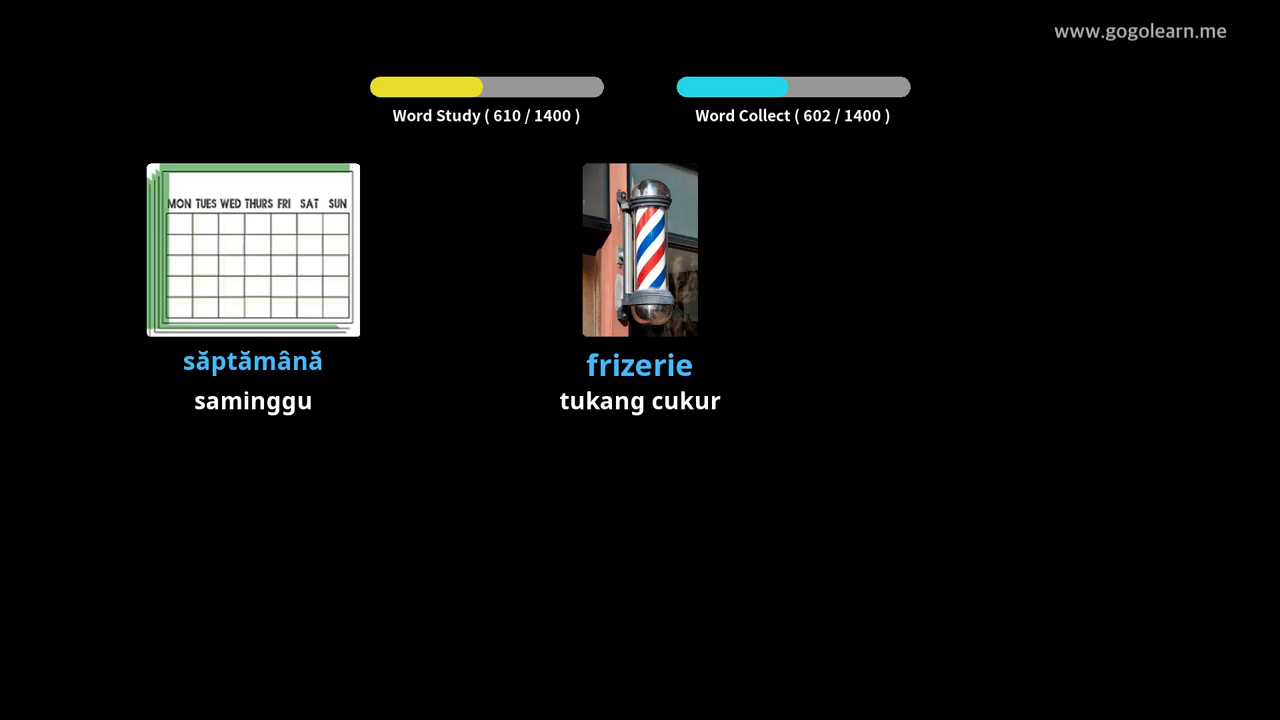 www.gogolearn.me
Word Study ( 610 / 1400 )
Word Collect ( 602 / 1400 )
MON TUES WED THURS FRI SAT SUN
săptămână
saminggu
frizerie
tukang cukur